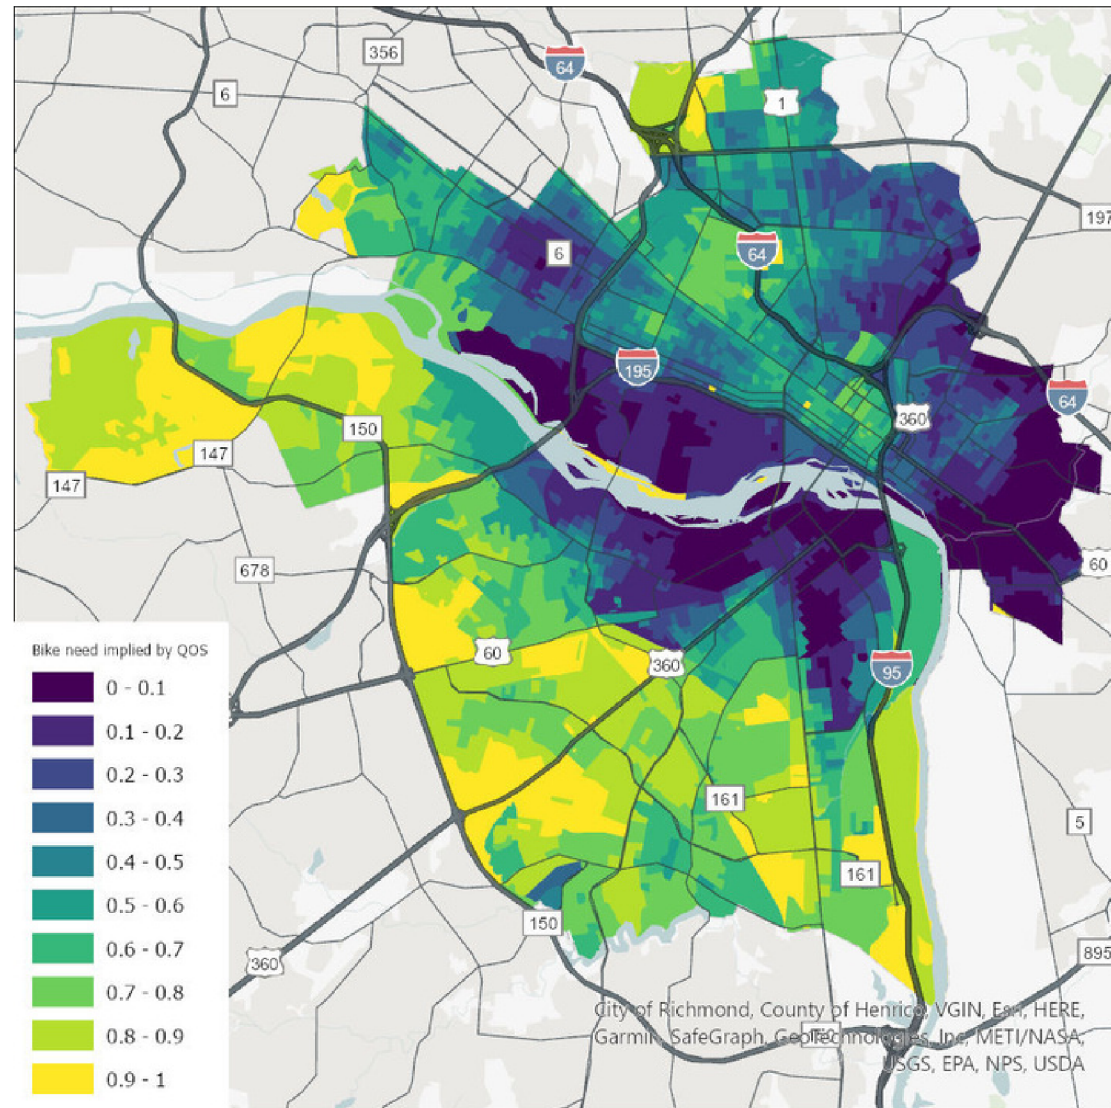 356
64
6
1
197
64
6
195
64
360
150
147
147
60
678
Bike need implied by QOS
0 - 0.1
0.1 - 0.2
0.2 - 0.3
0.3 - 0.4
0.4 - 0.5
0.5 - 0.6
0.6 - 0.7
0.7 - 0.8
0.8 - 0.9
0.9 - 1
60
360
95
161
5
161
150
360
895
City of Richmond, County of Henrico, VGIN, Esri, HERE,
Garmin, SafeGraph, GeoTechnologies, Inc, METI/NASA,
USGS, EPA, NPS, USDA